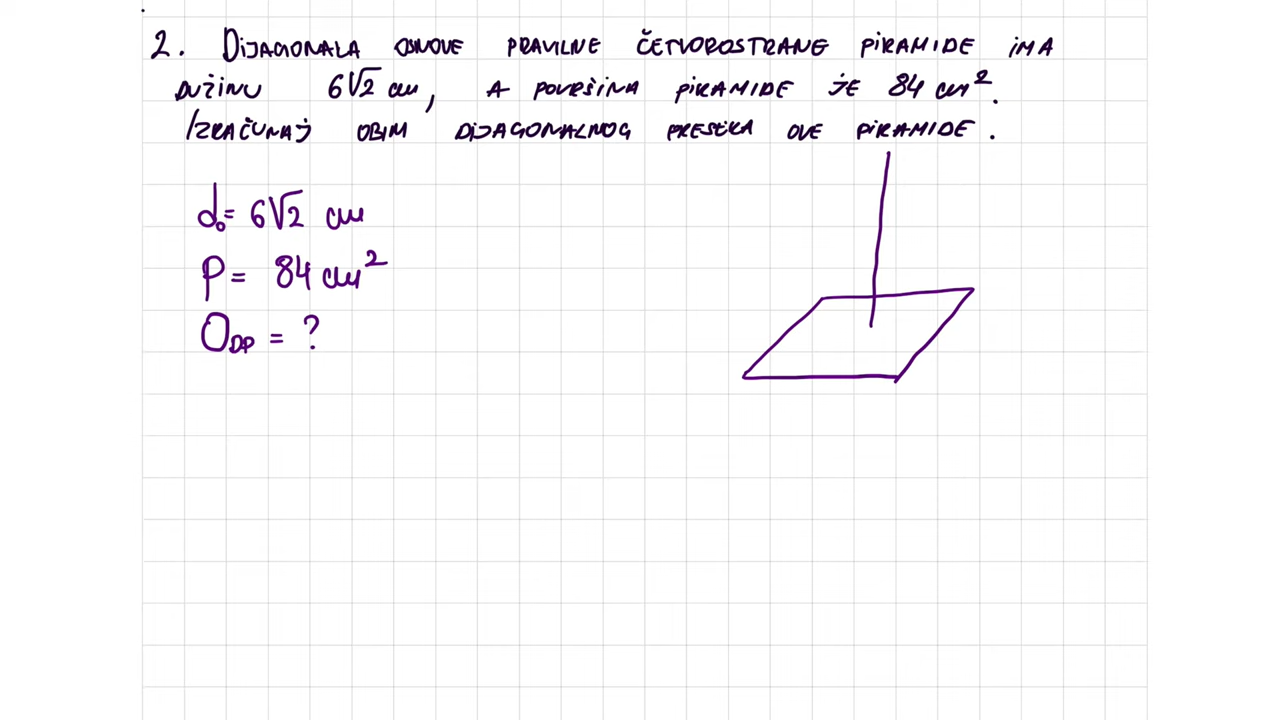 2. DIJAGONALA OSNOVE PRAVILNE ČETVOROSTRANE PIRAMIDE IMA
DUŽINU 6√2 cm, A POVRŠINA PIRAMIDE JE 84 cm².
IZRAČUNAJ OBIM DIJAGONALNOG PRESEKA OVE PIRAMIDE.
d₀= 6√2 cm
P = 84 cm²
O_DP = ?